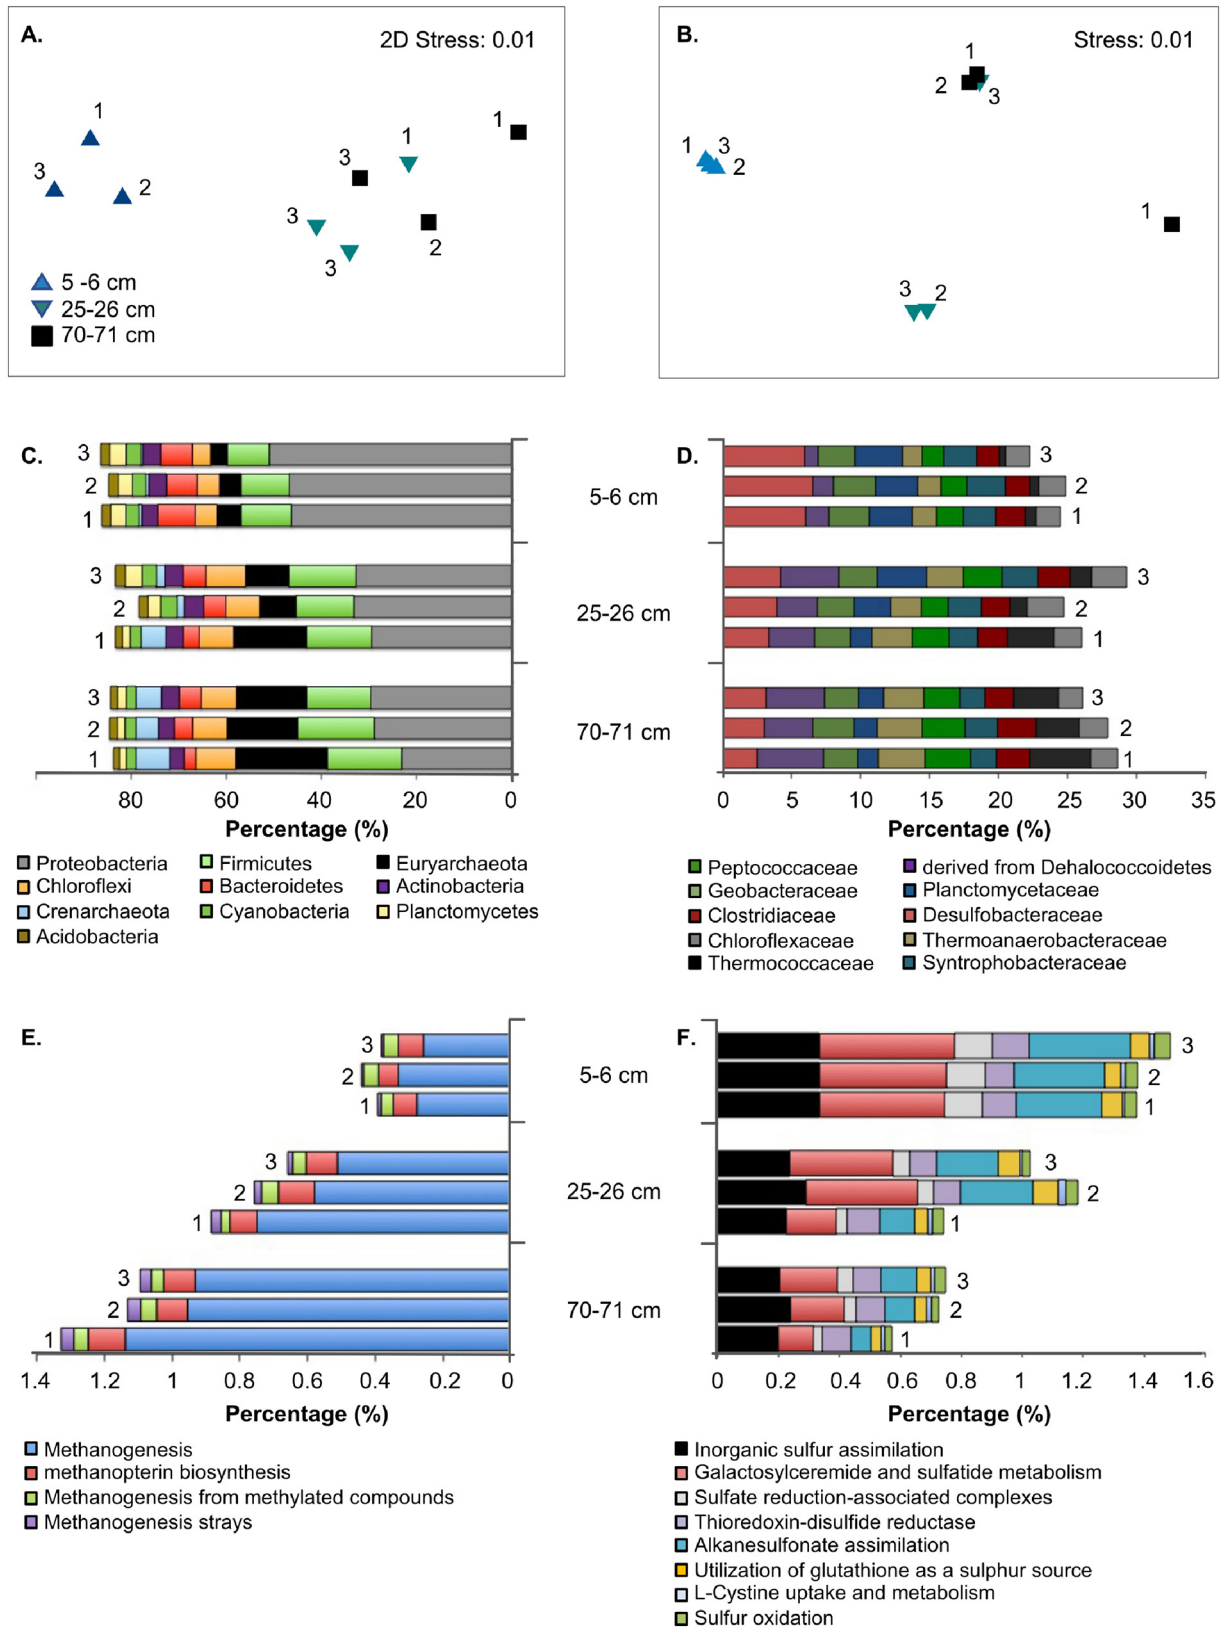 A.
2D Stress: 0.01
1
3
2
3
1
1
3
3
2
5 -6 cm
25-26 cm
70-71 cm
B.
Stress: 0.01
1
2
3
1
3
2
1
3
2
C.
3
2
1
3
2
1
3
2
1
80
60
40
20
0
Percentage (%)
5-6 cm
25-26 cm
70-71 cm
D.
3
2
1
3
2
1
3
2
1
0
5
10
15
20
25
30
35
Percentage (%)
Proteobacteria
Firmicutes
Euryarchaeota
Chloroflexi
Bacteroidetes
Actinobacteria
Crenarchaeota
Cyanobacteria
Planctomycetes
Acidobacteria
Peptococcaceae
derived from Dehalococcoidetes
Geobacteraceae
Planctomycetaceae
Clostridiaceae
Desulfobacteraceae
Chloroflexaceae
Thermoanaerobacteraceae
Thermococcaceae
Syntrophobacteraceae
E.
3
2
1
3
2
1
3
2
1
1.4
1.2
1
0.8
0.6
0.4
0.2
0
Percentage (%)
5-6 cm
25-26 cm
70-71 cm
F.
3
2
1
3
2
1
3
2
1
0
0.2
0.4
0.6
0.8
1
1.2
1.4
1.6
Percentage (%)
Methanogenesis
methanopterin biosynthesis
Methanogenesis from methylated compounds
Methanogenesis strays
Inorganic sulfur assimilation
Galactosylceremide and sulfatide metabolism
Sulfate reduction-associated complexes
Thioredoxin-disulfide reductase
Alkanesulfonate assimilation
Utilization of glutathione as a sulphur source
L-Cystine uptake and metabolism
Sulfur oxidation